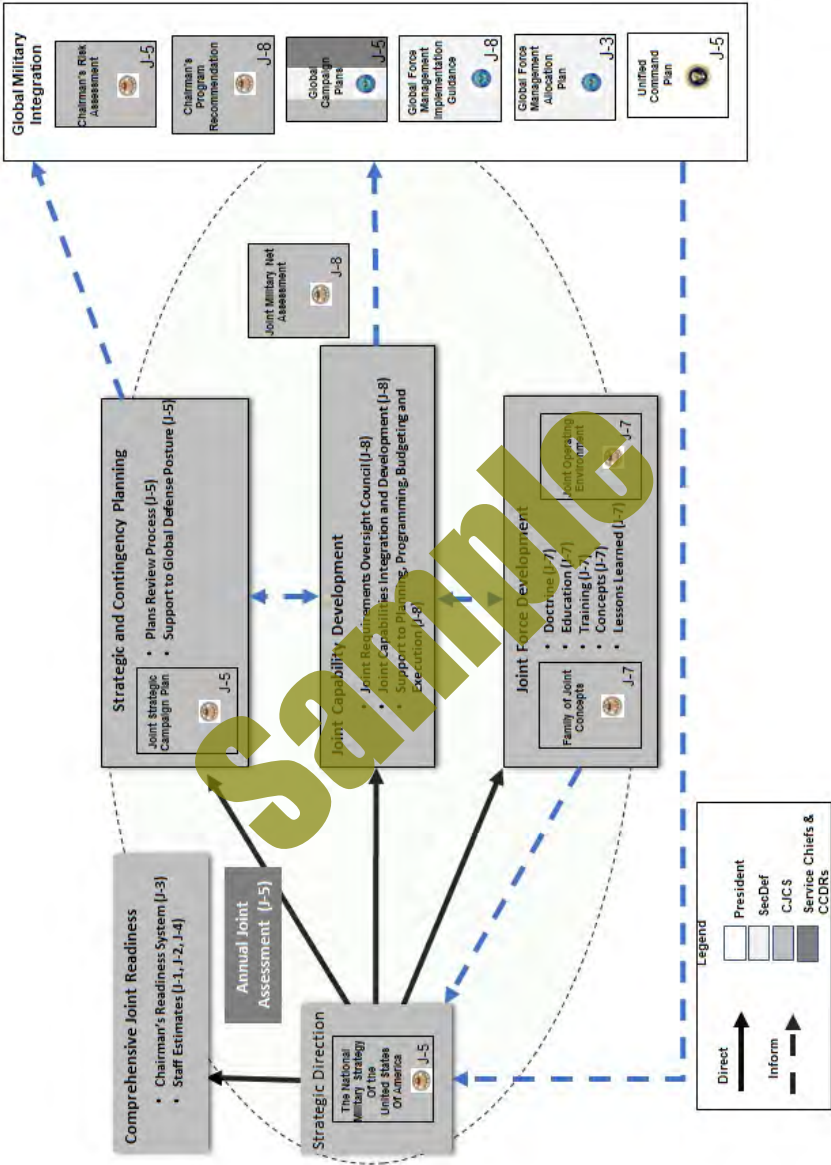 Comprehensive Joint Readiness
• Chairman's Readiness System (J-3)
• Staff Estimates (J-1, J-2, J-4)
Annual Joint
Assessment (J-5)
Strategic Direction
The National
Military Strategy
Of the
United States
Of America
J-5
Strategic and Contingency Planning
Joint Strategic
Campaign Plan
J-5
• Plans Review Process (J-5)
• Support to Global Defense Posture (J-5)
Joint Capability Development
• Joint Requirements Oversight Council (J-8)
• Joint Capabilities Integration and Development (J-8)
• Support to Planning, Programming, Budgeting and
Execution (J-8)
Joint Force Development
Family of Joint
Concepts
J-7
• Doctrine (J-7)
• Education (J-7)
• Training (J-7)
• Concepts (J-7)
• Lessons Learned (J-7)
Joint Operating
Environment
J-7
Joint Military Net
Assessment
J-8
Global Military
Integration
Chairman's Risk
Assessment
J-5
Chairman's
Program
Recommendation
J-8
Global
Campaign
Plans
J-5
Global Force
Management
Implementation
Guidance
J-8
Global Force
Management
Allocation
Plan
J-3
Unified
Command
Plan
J-5
Legend
Direct
Inform
President
SecDef
CJCS
Service Chiefs &
CCDRs
Sample